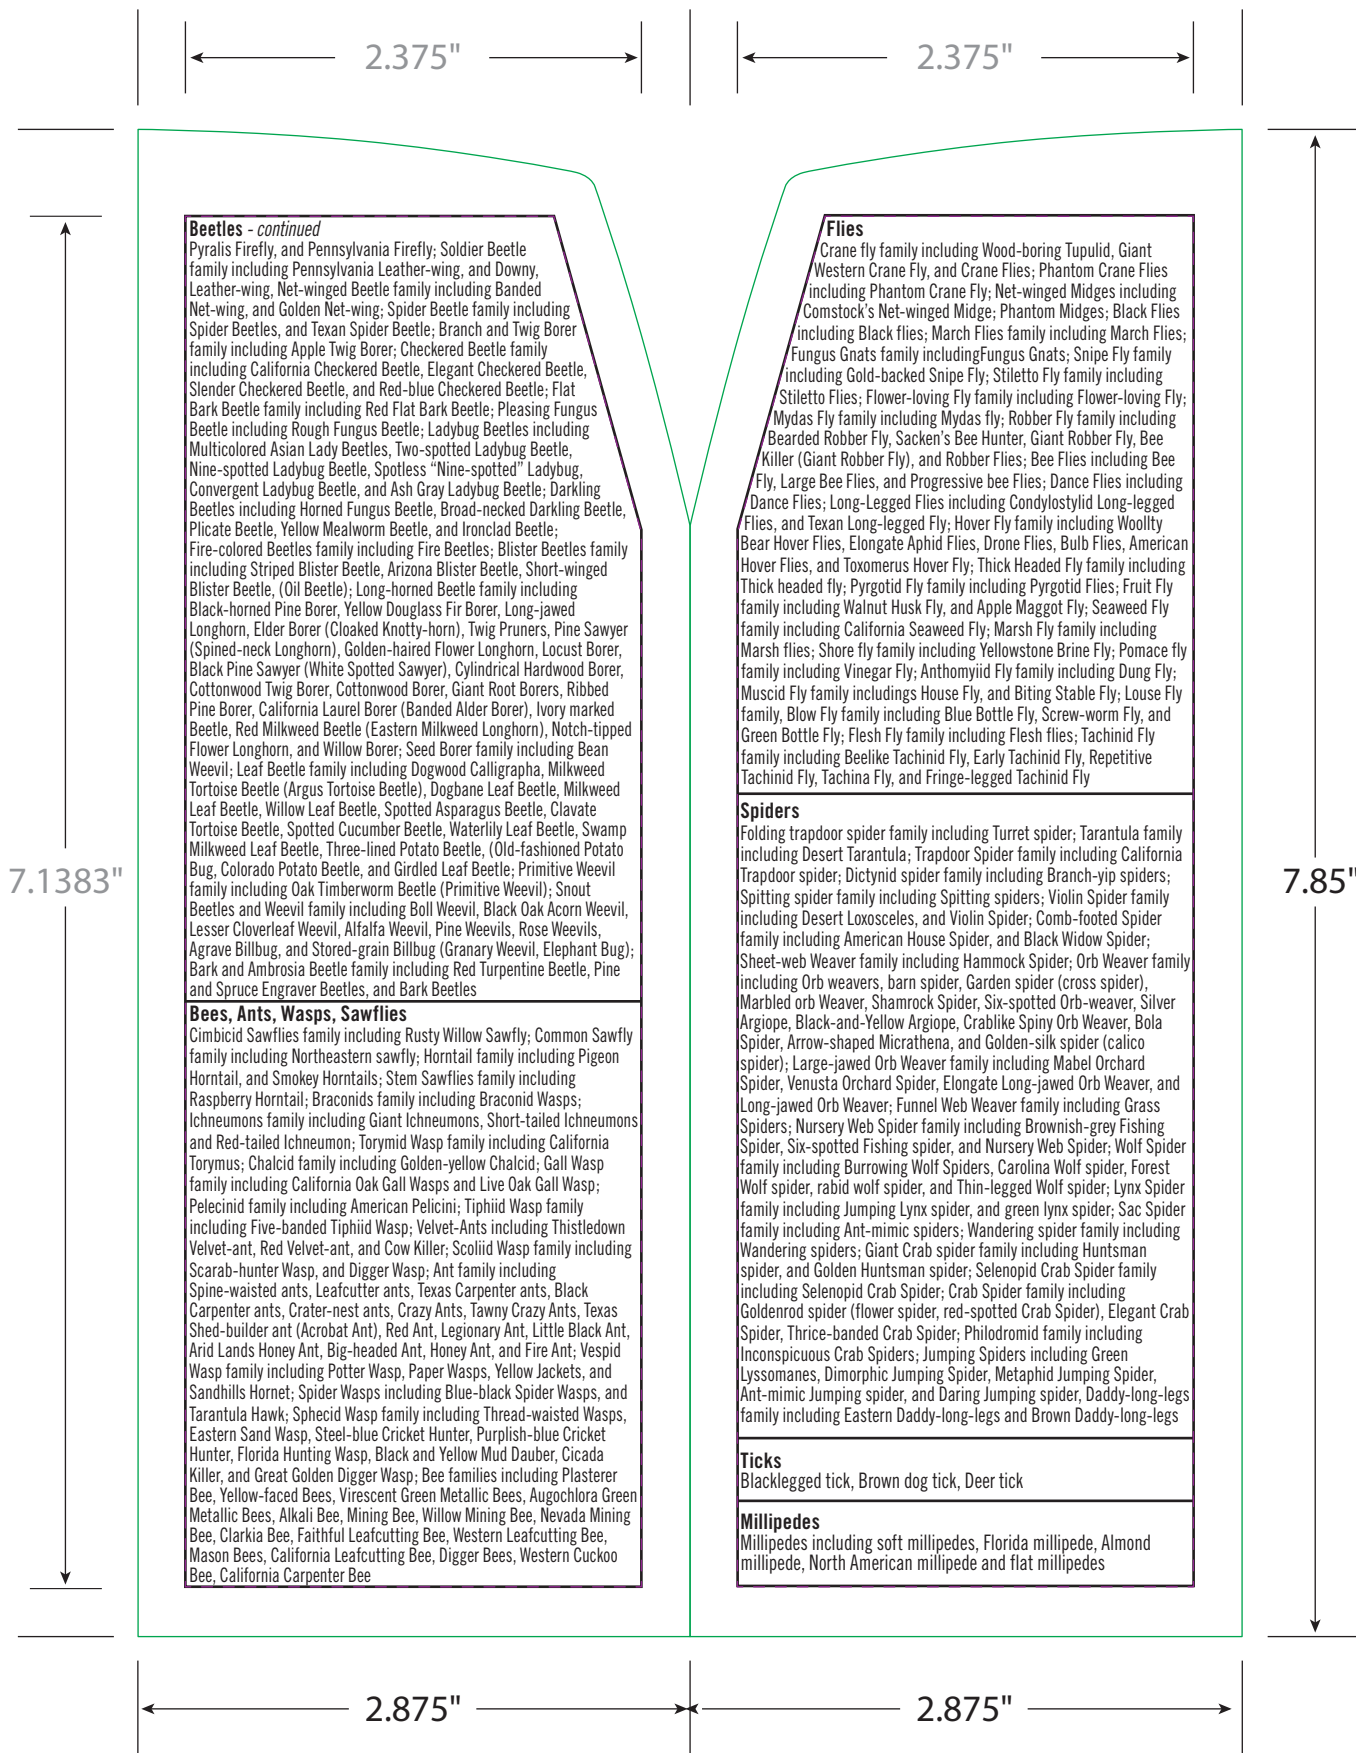 2.375"
2.375"
Beetles - continued
Pyralis Firefly, and Pennsylvania Firefly; Soldier Beetle
family including Pennsylvania Leather-wing, and Downy,
Leather-wing, Net-winged Beetle family including Banded
Net-wing, and Golden Net-wing; Spider Beetle family including
Spider Beetles, and Texan Spider Beetle; Branch and Twig Borer
family including Apple Twig Borer; Checkered Beetle family
including California Checkered Beetle, Elegant Checkered Beetle,
Slender Checkered Beetle, and Red-blue Checkered Beetle; Flat
Bark Beetle family including Red Flat Bark Beetle; Pleasing Fungus
Beetle including Rough Fungus Beetle; Ladybug Beetles including
Multicolored Asian Lady Beetles, Two-spotted Ladybug Beetle,
Nine-spotted Ladybug Beetle, Spotless “Nine-spotted” Ladybug,
Convergent Ladybug Beetle, and Ash Gray Ladybug Beetle; Darkling
Beetles including Horned Fungus Beetle, Broad-necked Darkling Beetle,
Plicate Beetle, Yellow Mealworm Beetle, and Ironclad Beetle;
Fire-colored Beetles family including Fire Beetles; Blister Beetles family
including Striped Blister Beetle, Arizona Blister Beetle, Short-winged
Blister Beetle, (Oil Beetle); Long-horned Beetle family including
Black-horned Pine Borer, Yellow Douglass Fir Borer, Long-jawed
Longhorn, Elder Borer (Cloaked Knotty-horn), Twig Pruners, Pine Sawyer
(Spined-neck Longhorn), Golden-haired Flower Longhorn, Locust Borer,
Black Pine Sawyer (White Spotted Sawyer), Cylindrical Hardwood Borer,
Cottonwood Twig Borer, Cottonwood Borer, Giant Root Borers, Ribbed
Pine Borer, California Laurel Borer (Banded Alder Borer), Ivory marked
Beetle, Red Milkweed Beetle (Eastern Milkweed Longhorn), Notch-tipped
Flower Longhorn, and Willow Borer; Seed Borer family including Bean
Weevil; Leaf Beetle family including Dogwood Calligrapha, Milkweed
Tortoise Beetle (Argus Tortoise Beetle), Dogbane Leaf Beetle, Milkweed
Leaf Beetle, Willow Leaf Beetle, Spotted Asparagus Beetle, Clavate
Tortoise Beetle, Spotted Cucumber Beetle, Waterlily Leaf Beetle, Swamp
Milkweed Leaf Beetle, Three-lined Potato Beetle, (Old-fashioned Potato
Bug, Colorado Potato Beetle, and Girdled Leaf Beetle; Primitive Weevil
family including Oak Timberworm Beetle (Primitive Weevil); Snout
Beetles and Weevil family including Boll Weevil, Black Oak Acorn Weevil,
Lesser Cloverleaf Weevil, Alfalfa Weevil, Pine Weevils, Rose Weevils,
Agrave Billbug, and Stored-grain Billbug (Granary Weevil, Elephant Bug);
Bark and Ambrosia Beetle family including Red Turpentine Beetle, Pine
and Spruce Engraver Beetles, and Bark Beetles
Bees, Ants, Wasps, Sawflies
Cimbicid Sawflies family including Rusty Willow Sawfly; Common Sawfly
family including Northeastern sawfly; Horntail family including Pigeon
Horntail, and Smokey Horntails; Stem Sawflies family including
Raspberry Horntail; Braconids family including Braconid Wasps;
Ichneumons family including Giant Ichneumons, Short-tailed Ichneumons
and Red-tailed Ichneumon; Torymid Wasp family including California
Torymus; Chalcid family including Golden-yellow Chalcid; Gall Wasp
family including California Oak Gall Wasps and Live Oak Gall Wasp;
Pelecinid family including American Pelicini; Tiphiid Wasp family
including Five-banded Tiphiid Wasp; Velvet-Ants including Thistledown
Velvet-ant, Red Velvet-ant, and Cow Killer; Scoliid Wasp family including
Scarab-hunter Wasp, and Digger Wasp; Ant family including
Spine-waisted ants, Leafcutter ants, Texas Carpenter ants, Black
Carpenter ants, Crater-nest ants, Crazy Ants, Tawny Crazy Ants, Texas
Shed-builder ant (Acrobat Ant), Red Ant, Legionary Ant, Little Black Ant,
Arid Lands Honey Ant, Big-headed Ant, Honey Ant, and Fire Ant; Vespid
Wasp family including Potter Wasp, Paper Wasps, Yellow Jackets, and
Sandhills Hornet; Spider Wasps including Blue-black Spider Wasps, and
Tarantula Hawk; Sphecid Wasp family including Thread-waisted Wasps,
Eastern Sand Wasp, Steel-blue Cricket Hunter, Purplish-blue Cricket
Hunter, Florida Hunting Wasp, Black and Yellow Mud Dauber, Cicada
Killer, and Great Golden Digger Wasp; Bee families including Plasterer
Bee, Yellow-faced Bees, Virescent Green Metallic Bees, Augochlora Green
Metallic Bees, Alkali Bee, Mining Bee, Willow Mining Bee, Nevada Mining
Bee, Clarkia Bee, Faithful Leafcutting Bee, Western Leafcutting Bee,
Mason Bees, California Leafcutting Bee, Digger Bees, Western Cuckoo
Bee, California Carpenter Bee
Flies
Crane fly family including Wood-boring Tupulid, Giant
Western Crane Fly, and Crane Flies; Phantom Crane Flies
including Phantom Crane Fly; Net-winged Midges including
Comstock's Net-winged Midge; Phantom Midges; Black Flies
including Black flies; March Flies family including March Flies;
Fungus Gnats family includingFungus Gnats; Snipe Fly family
including Gold-backed Snipe Fly; Stiletto Fly family including
Stiletto Flies; Flower-loving Fly family including Flower-loving Fly;
Mydas Fly family including Mydas fly; Robber Fly family including
Bearded Robber Fly, Sacken's Bee Hunter, Giant Robber Fly, Bee
Killer (Giant Robber Fly), and Robber Flies; Bee Flies including Bee
Fly, Large Bee Flies, and Progressive bee Flies; Dance Flies including
Dance Flies; Long-Legged Flies including Condylostylid Long-legged
Flies, and Texan Long-legged Fly; Hover Fly family including Woollty
Bear Hover Flies, Elongate Aphid Flies, Drone Flies, Bulb Flies, American
Hover Flies, and Toxomerus Hover Fly; Thick Headed Fly family including
Thick headed fly; Pyrgotid Fly family including Pyrgotid Flies; Fruit Fly
family including Walnut Husk Fly, and Apple Maggot Fly; Seaweed Fly
family including California Seaweed Fly; Marsh Fly family including
Marsh flies; Shore fly family including Yellowstone Brine Fly; Pomace fly
family including Vinegar Fly; Anthomyiid Fly family including Dung Fly;
Muscid Fly family includings House Fly, and Biting Stable Fly; Louse Fly
family, Blow Fly family including Blue Bottle Fly, Screw-worm Fly, and
Green Bottle Fly; Flesh Fly family including Flesh flies; Tachinid Fly
family including Beelike Tachinid Fly, Early Tachinid Fly, Repetitive
Tachinid Fly, Tachina Fly, and Fringe-legged Tachinid Fly
Spiders
Folding trapdoor spider family including Turret spider; Tarantula family
including Desert Tarantula; Trapdoor Spider family including California
Trapdoor spider; Dictynid spider family including Branch-yip spiders;
Spitting spider family including Spitting spiders; Violin Spider family
including Desert Loxosceles, and Violin Spider; Comb-footed Spider
family including American House Spider, and Black Widow Spider;
Sheet-web Weaver family including Hammock Spider; Orb Weaver family
including Orb weavers, barn spider, Garden spider (cross spider),
Marbled orb Weaver, Shamrock Spider, Six-spotted Orb-weaver, Silver
Argiope, Black-and-Yellow Argiope, Crablike Spiny Orb Weaver, Bola
Spider, Arrow-shaped Micrathena, and Golden-silk spider (calico
spider); Large-jawed Orb Weaver family including Mabel Orchard
Spider, Venusta Orchard Spider, Elongate Long-jawed Orb Weaver, and
Long-jawed Orb Weaver; Funnel Web Weaver family including Grass
Spiders; Nursery Web Spider family including Brownish-grey Fishing
Spider, Six-spotted Fishing spider, and Nursery Web Spider; Wolf Spider
family including Burrowing Wolf Spiders, Carolina Wolf spider, Forest
Wolf spider, rabid wolf spider, and Thin-legged Wolf spider; Lynx Spider
family including Jumping Lynx spider, and green lynx spider; Sac Spider
family including Ant-mimic spiders; Wandering spider family including
Wandering spiders; Giant Crab spider family including Huntsman
spider, and Golden Huntsman spider; Selenopid Crab Spider family
including Selenopid Crab Spider; Crab Spider family including
Goldenrod spider (flower spider, red-spotted Crab Spider), Elegant Crab
Spider, Thrice-banded Crab Spider; Philodromid family including
Inconspicuous Crab Spiders; Jumping Spiders including Green
Lyssomanes, Dimorphic Jumping Spider, Metaphid Jumping Spider,
Ant-mimic Jumping spider, and Daring Jumping spider, Daddy-long-legs
family including Eastern Daddy-long-legs and Brown Daddy-long-legs
Ticks
Blacklegged tick, Brown dog tick, Deer tick
Millipedes
Millipedes including soft millipedes, Florida millipede, Almond
millipede, North American millipede and flat millipedes
7.1383"
7.85"
2.875"
2.875"